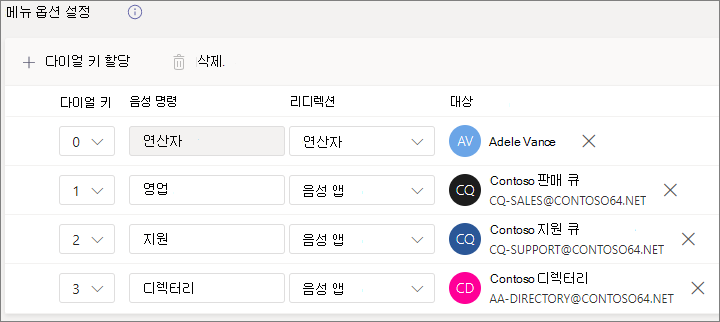 메뉴 옵션 설정
다이얼 키 할당 삭제.
다이얼 키 음성 명령 리디렉션 대상
0 연산자 연산자 AV Adele Vance
1 영업 음성 앱 CQ Contoso 판매 큐
CQ-SALES@CONTOSO64.NET
2 지원 음성 앱 CQ Contoso 지원 큐
CQ-SUPPORT@CONTOSO64.NET
3 디렉터리 음성 앱 CD Contoso 디렉터리
AA-DIRECTORY@CONTOSO64.NET